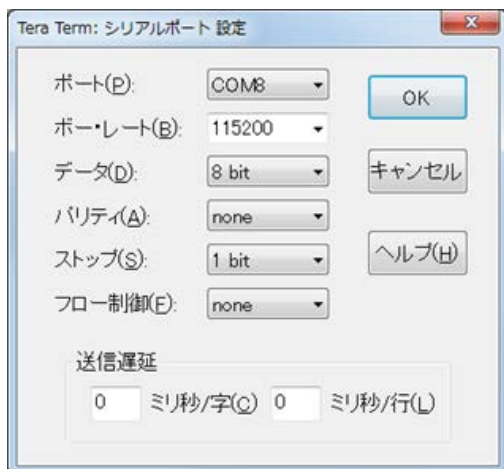 Tera Term: シリアルポート 設定
ポート(P): COM8
OK
ボー・レート(B): 115200
データ(D): 8 bit
キャンセル
パリティ(A): none
ストップ(S): 1 bit
ヘルプ(H)
フロー制御(F): none
送信遅延
0 ミリ秒/字(C) 0 ミリ秒/行(L)